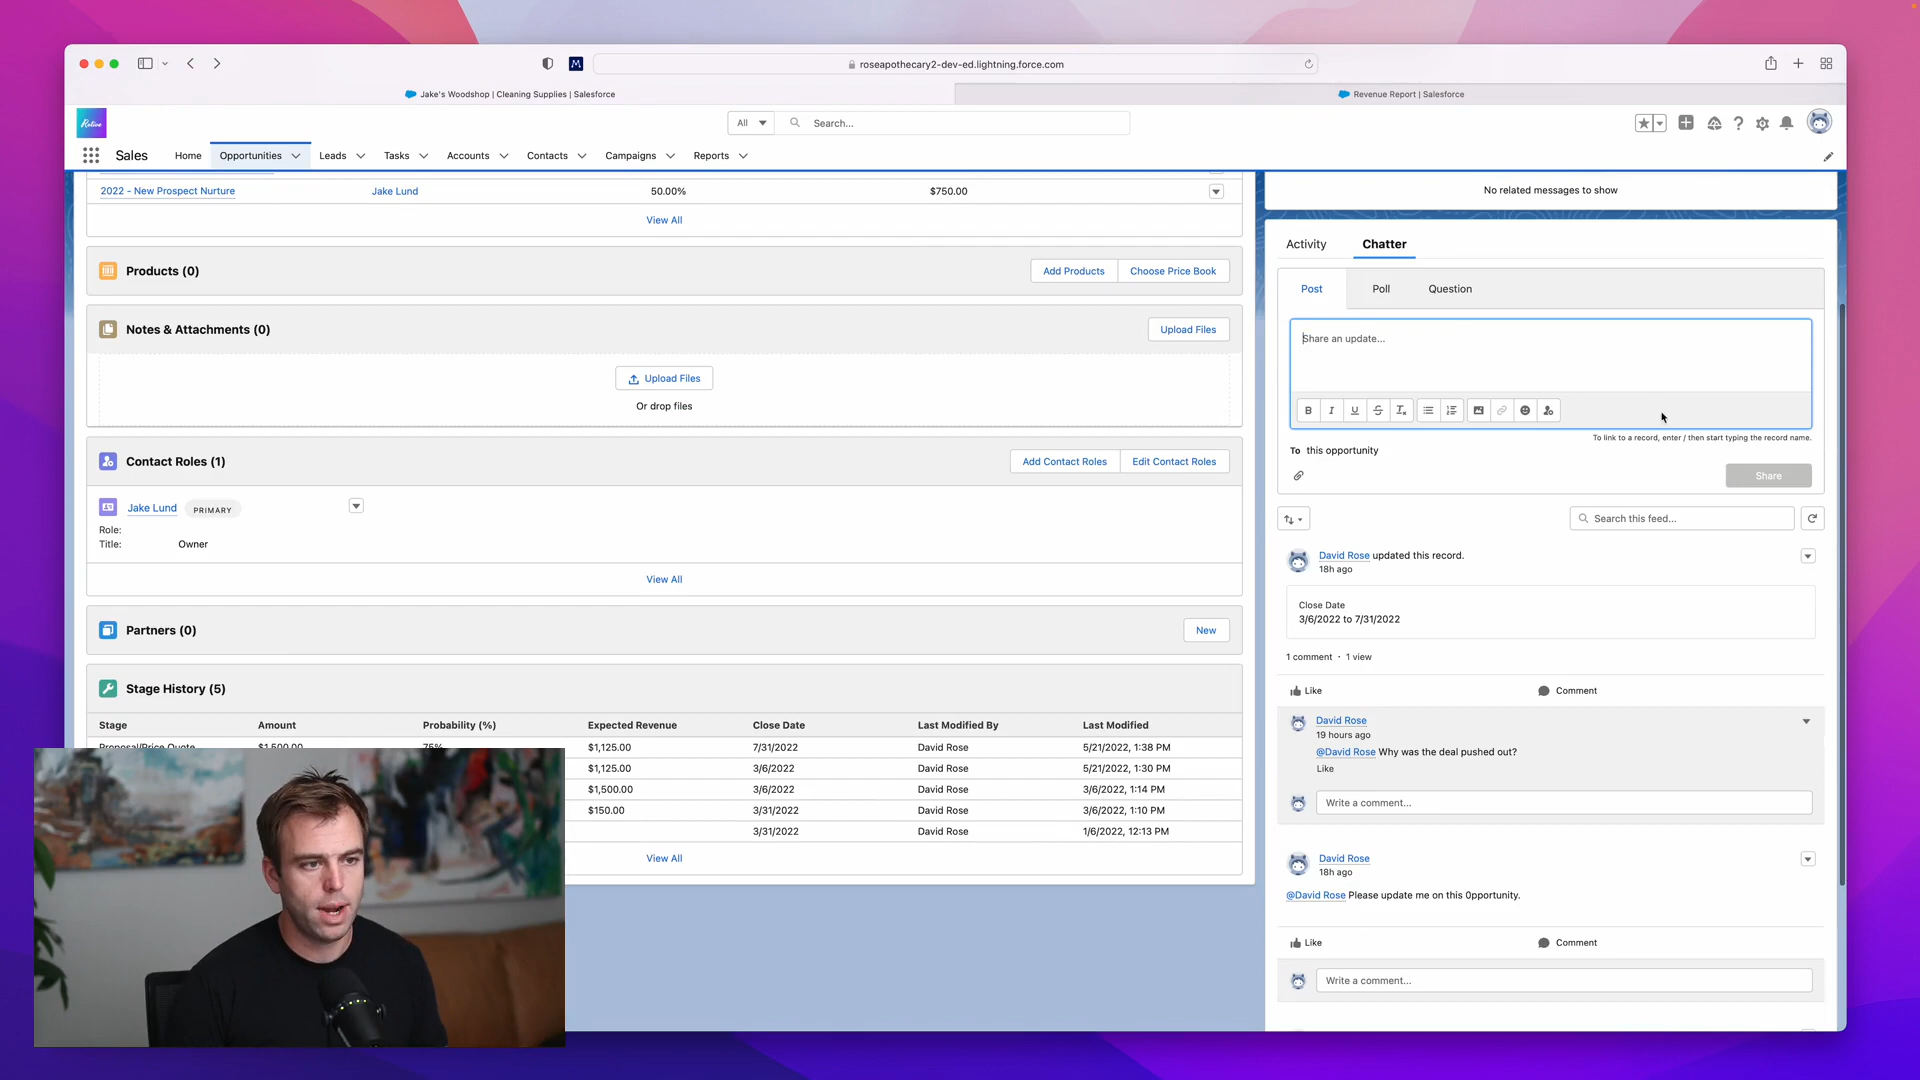 roseapothecary2-dev-ed.lightning.force.com
Jake's Woodshop | Cleaning Supplies | Salesforce
Revenue Report | Salesforce
Relive
All
Search...
Sales
Home
Opportunities
Leads
Tasks
Accounts
Contacts
Campaigns
Reports
2022 - New Prospect Nurture
Jake Lund
50.00%
$750.00
View All
Products (0)
Add Products
Choose Price Book
Notes & Attachments (0)
Upload Files
Upload Files
Or drop files
Contact Roles (1)
Add Contact Roles
Edit Contact Roles
Jake Lund
PRIMARY
Role:
Title: Owner
View All
Partners (0)
New
Stage History (5)
Stage Amount Probability (%) Expected Revenue Close Date Last Modified By Last Modified
Proposal/Price Quote $1,500.00 75% $1,125.00 7/31/2022 David Rose 5/21/2022, 1:38 PM
$1,125.00 3/6/2022 David Rose 5/21/2022, 1:30 PM
$1,500.00 3/6/2022 David Rose 3/6/2022, 1:14 PM
$150.00 3/31/2022 David Rose 3/6/2022, 1:10 PM
3/31/2022 David Rose 1/6/2022, 12:13 PM
View All
No related messages to show
Activity
Chatter
Post
Poll
Question
Share an update...
To link to a record, enter / then start typing the record name.
To this opportunity
Share
Search this feed...
David Rose updated this record.
18h ago
Close Date
3/6/2022 to 7/31/2022
1 comment · 1 view
Like
Comment
David Rose
19 hours ago
@David Rose Why was the deal pushed out?
Like
Write a comment...
David Rose
18h ago
@David Rose Please update me on this 0pportunity.
Like
Comment
Write a comment...